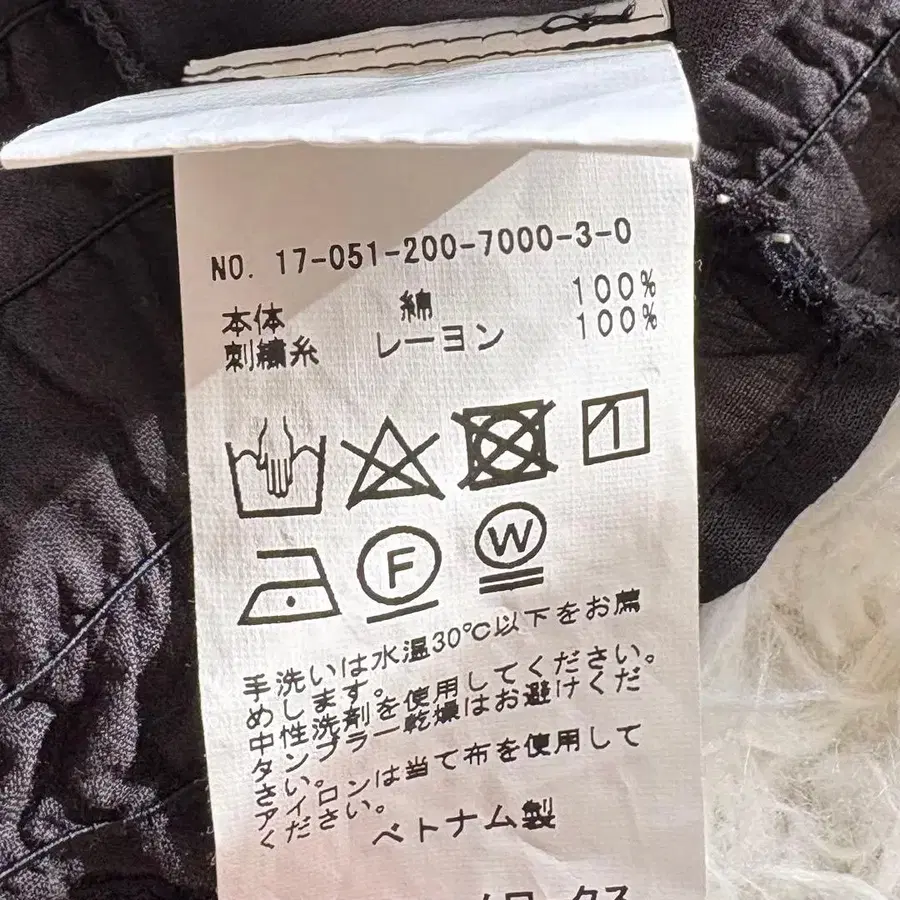 NO. 17-051-200-7000-3-0
本体 綿 100%
刺繍糸 レーヨン 100%
F W
手洗いは水温30℃以下をお薦
めします。
中性洗剤を使用してください。
タンブラー乾燥はお避けくだ
さい。
アイロンは当て布を使用して
ください。
ベトナム製